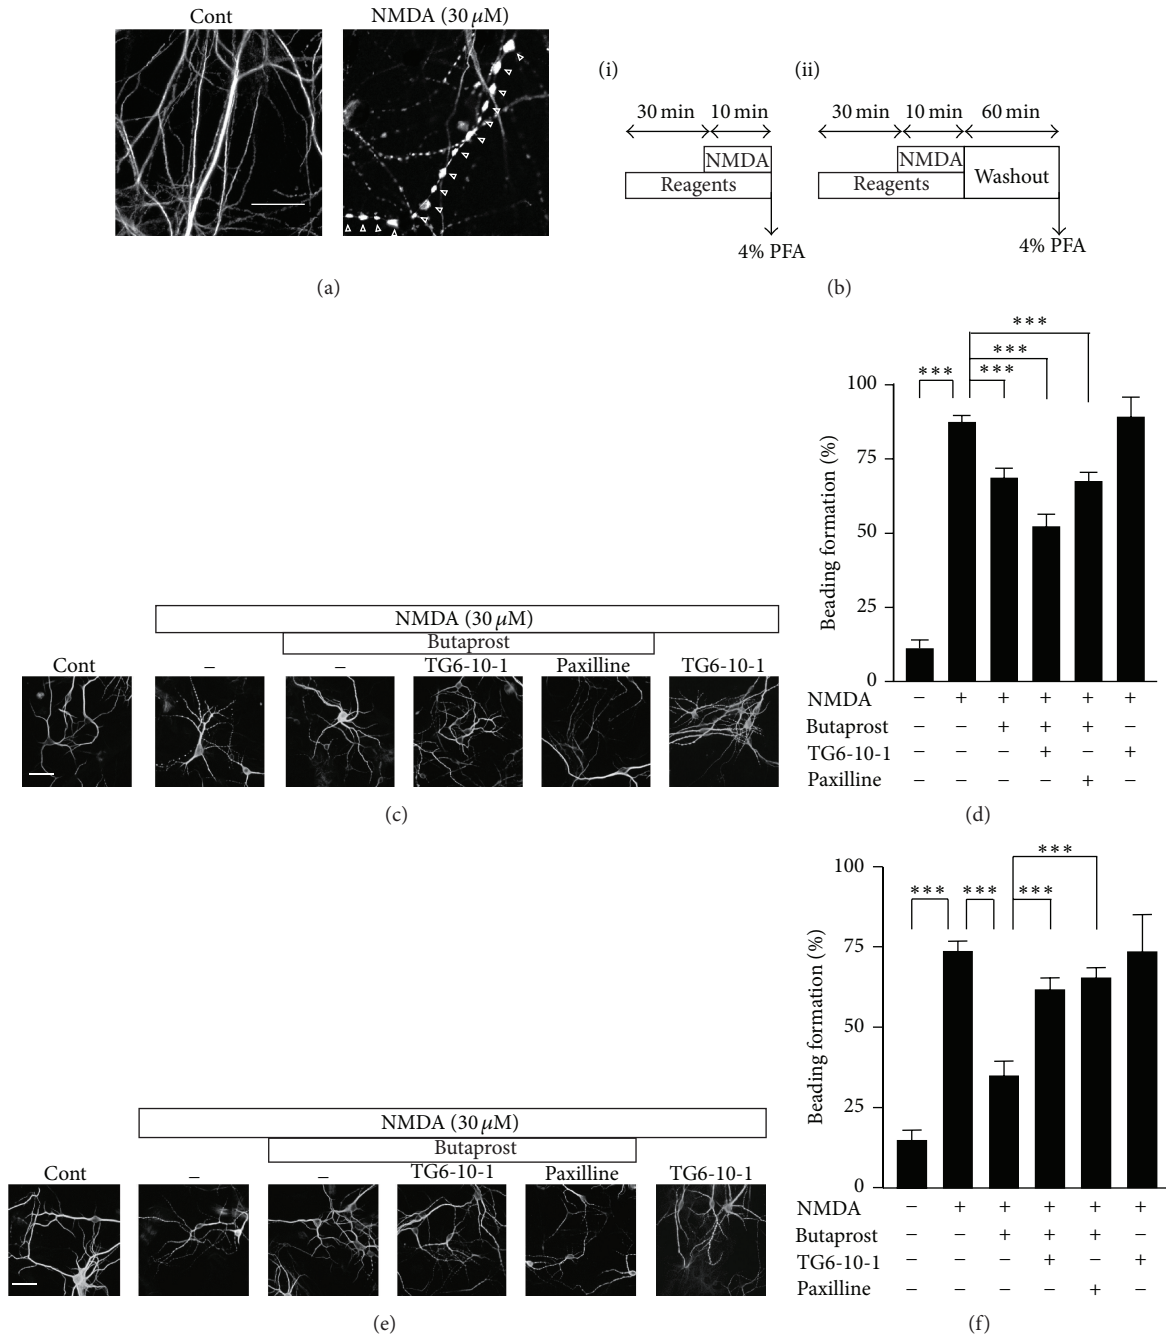 Cont
NMDA (30 μM)
(a)
(i)
30 min
10 min
NMDA
Reagents
4% PFA
(ii)
30 min
10 min
60 min
NMDA
Reagents
Washout
4% PFA
(b)
NMDA (30 μM)
Butaprost
Cont
–
–
TG6-10-1
Paxilline
TG6-10-1
(c)
***
***
***
***
Beading formation (%)
100
75
50
25
0
NMDA – + + + + +
Butaprost – – + + + –
TG6-10-1 – – – + – +
Paxilline – – – – + –
(d)
NMDA (30 μM)
Butaprost
Cont
–
–
TG6-10-1
Paxilline
TG6-10-1
(e)
***
*** *** ***
Beading formation (%)
100
75
50
25
0
NMDA – + + + + +
Butaprost – – + + + –
TG6-10-1 – – – + – +
Paxilline – – – – + –
(f)